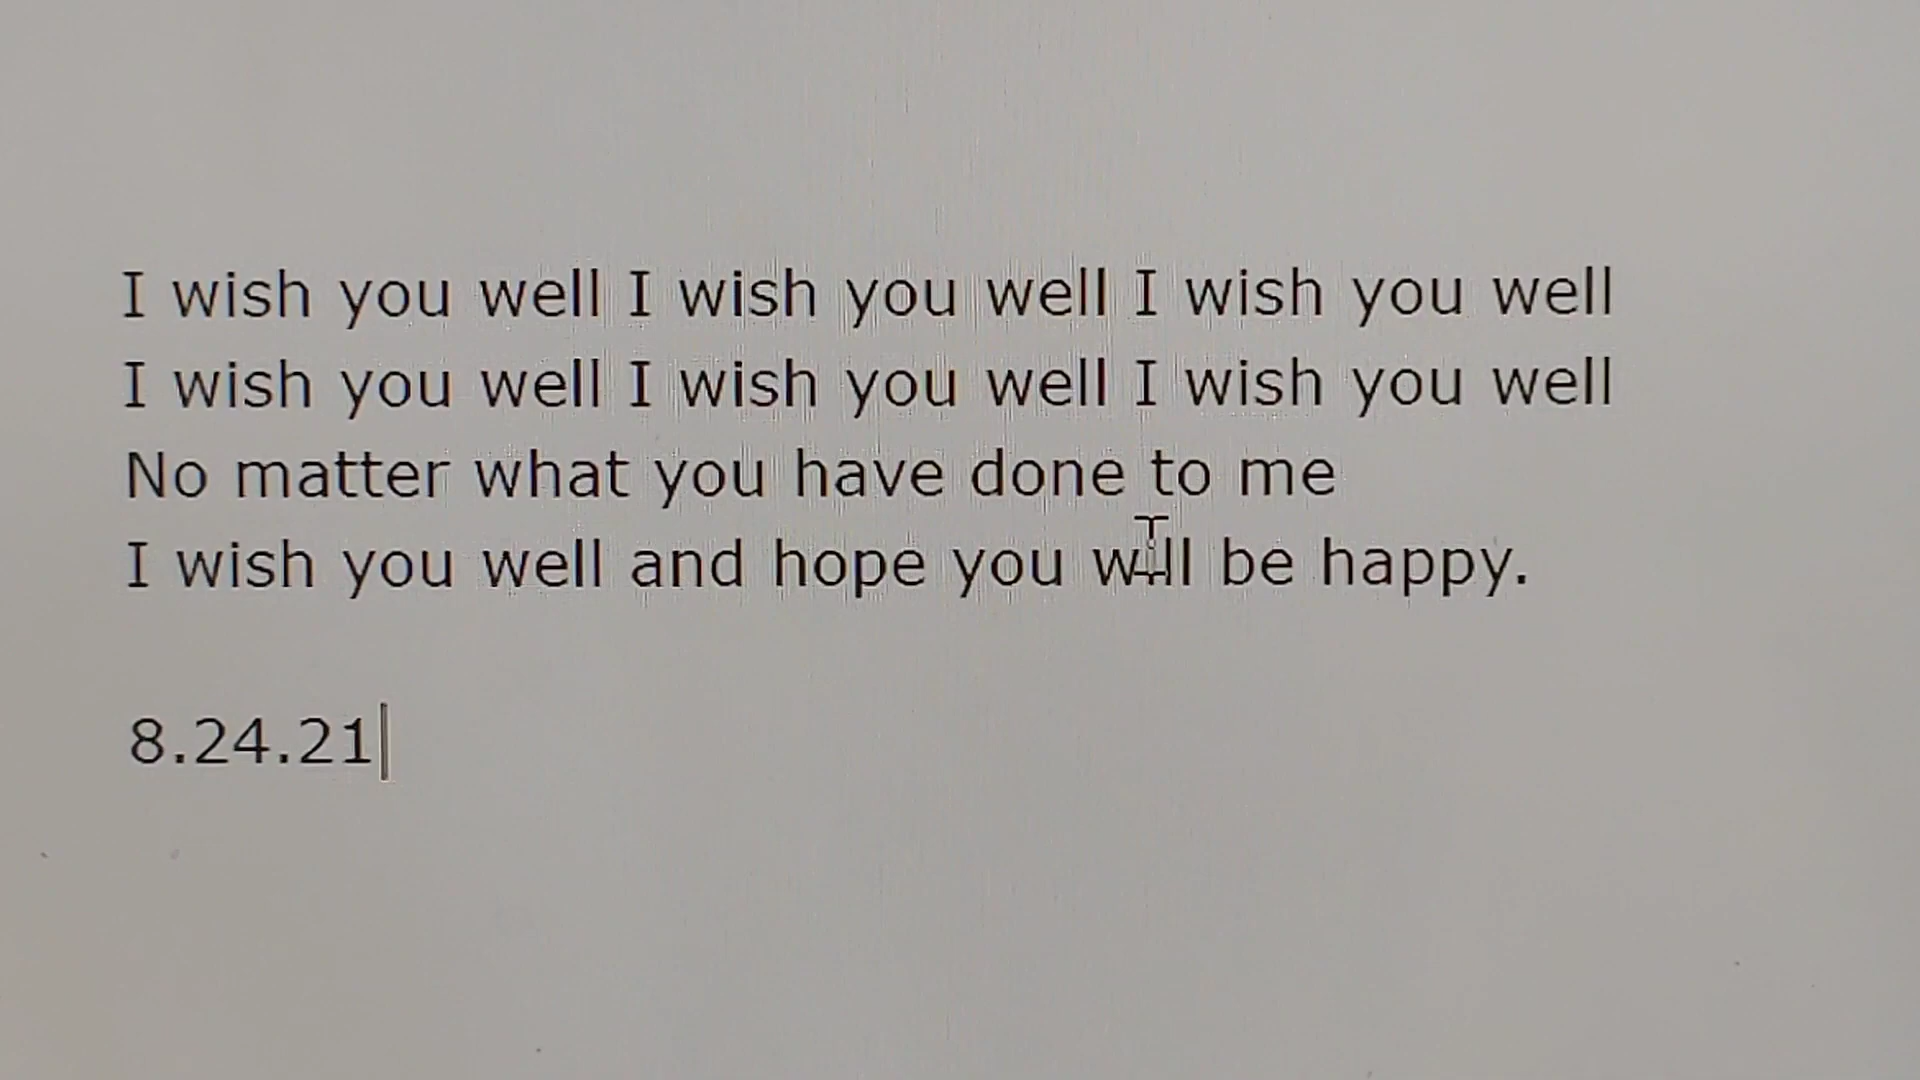 I wish you well I wish you well I wish you well
I wish you well I wish you well I wish you well
No matter what you have done to me
I wish you well and hope you will be happy.
8.24.21